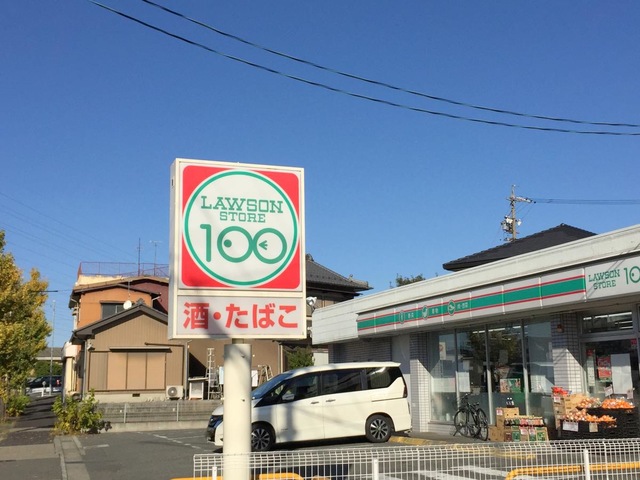 LAWSON
STORE
100
酒・たばこ
LAWSON
STORE 100